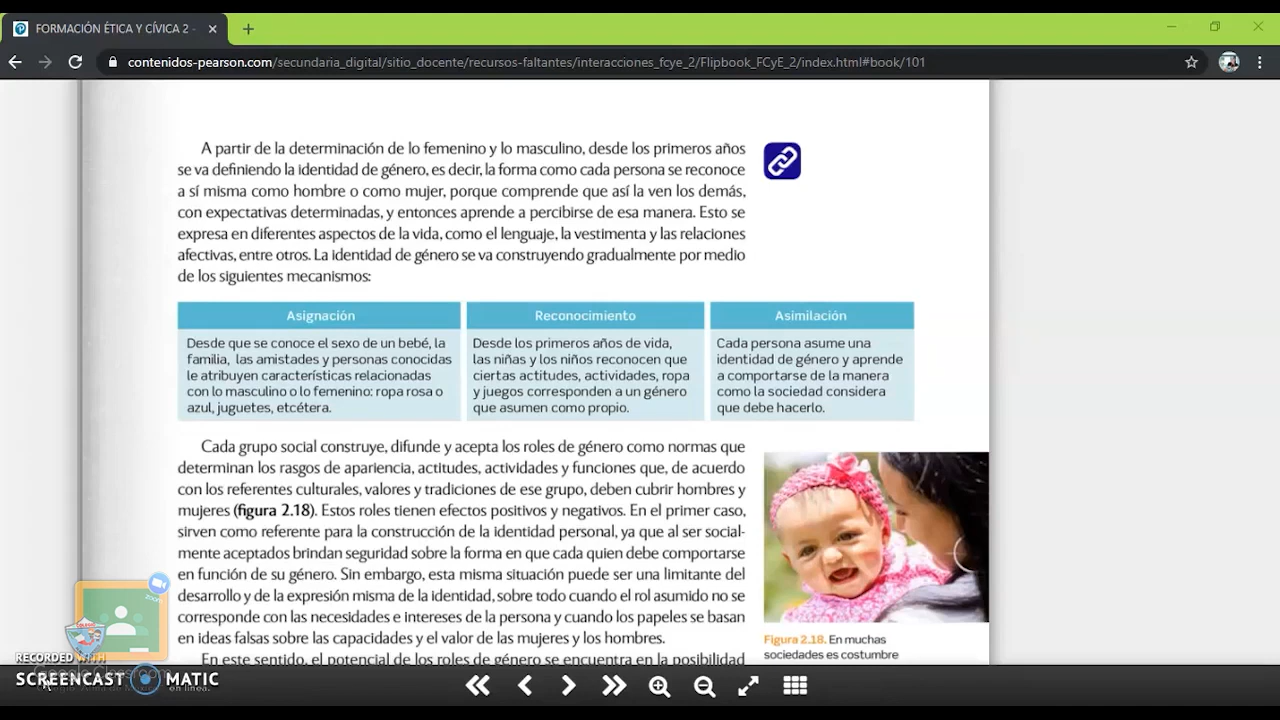 FORMACIÓN ÉTICA Y CÍVICA 2 -
contenidos-pearson.com/secundaria_digital/sitio_docente/recursos-faltantes/interacciones_fcye_2/Flipbook_FCyE_2/index.html#book/101
A partir de la determinación de lo femenino y lo masculino, desde los primeros años
se va definiendo la identidad de género, es decir, la forma como cada persona se reconoce
a sí misma como hombre o como mujer, porque comprende que así la ven los demás,
con expectativas determinadas, y entonces aprende a percibirse de esa manera. Esto se
expresa en diferentes aspectos de la vida, como el lenguaje, la vestimenta y las relaciones
afectivas, entre otros. La identidad de género se va construyendo gradualmente por medio
de los siguientes mecanismos:
Asignación
Desde que se conoce el sexo de un bebé, la
familia, las amistades y personas conocidas
le atribuyen características relacionadas
con lo masculino o lo femenino: ropa rosa o
azul, juguetes, etcétera.
Reconocimiento
Desde los primeros años de vida,
las niñas y los niños reconocen que
ciertas actitudes, actividades, ropa
y juegos corresponden a un género
que asumen como propio.
Asimilación
Cada persona asume una
identidad de género y aprende
a comportarse de la manera
como la sociedad considera
que debe hacerlo.
Cada grupo social construye, difunde y acepta los roles de género como normas que
determinan los rasgos de apariencia, actitudes, actividades y funciones que, de acuerdo
con los referentes culturales, valores y tradiciones de ese grupo, deben cubrir hombres y
mujeres (figura 2.18). Estos roles tienen efectos positivos y negativos. En el primer caso,
sirven como referente para la construcción de la identidad personal, ya que al ser social-
mente aceptados brindan seguridad sobre la forma en que cada quien debe comportarse
en función de su género. Sin embargo, esta misma situación puede ser una limitante del
desarrollo y de la expresión misma de la identidad, sobre todo cuando el rol asumido no se
corresponde con las necesidades e intereses de la persona y cuando los papeles se basan
en ideas falsas sobre las capacidades y el valor de las mujeres y los hombres.
En este sentido, el potencial de los roles de género se encuentra en la posibilidad
Figura 2.18. En muchas
sociedades es costumbre
zoom
RECORDED WITH
SCREENCAST MATIC
en línea.